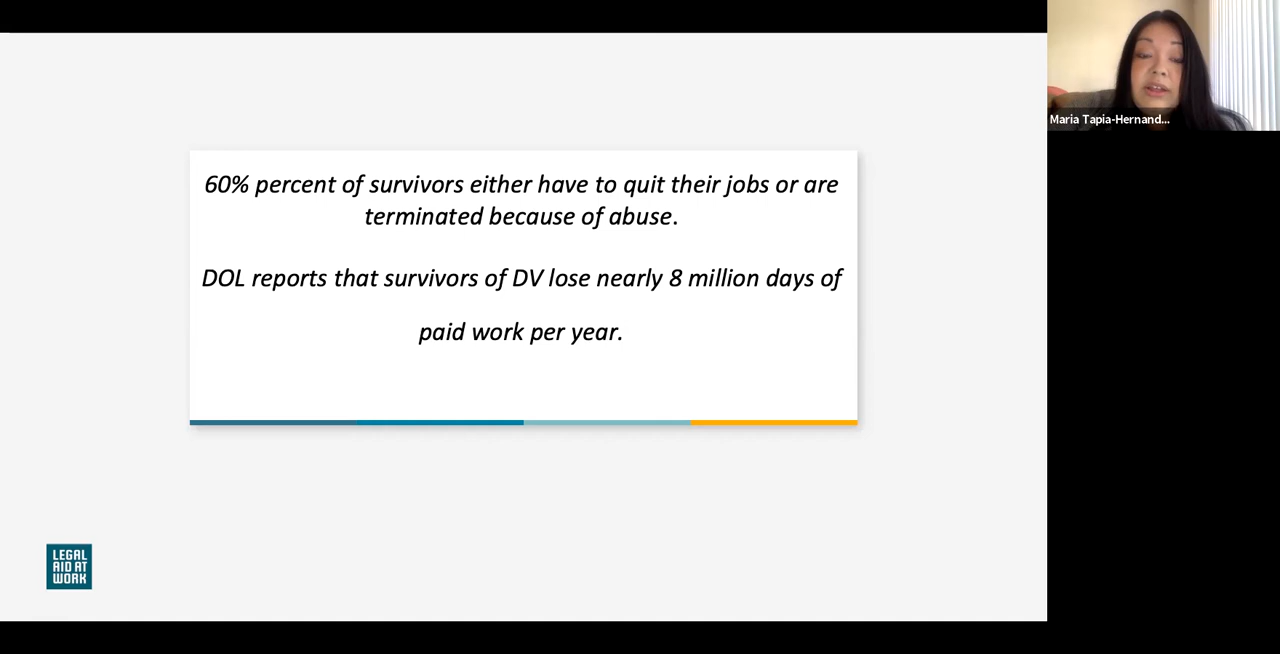 60% percent of survivors either have to quit their jobs or are
terminated because of abuse.
DOL reports that survivors of DV lose nearly 8 million days of
paid work per year.
LEGAL
AID AT
WORK
Maria Tapia-Hernand...